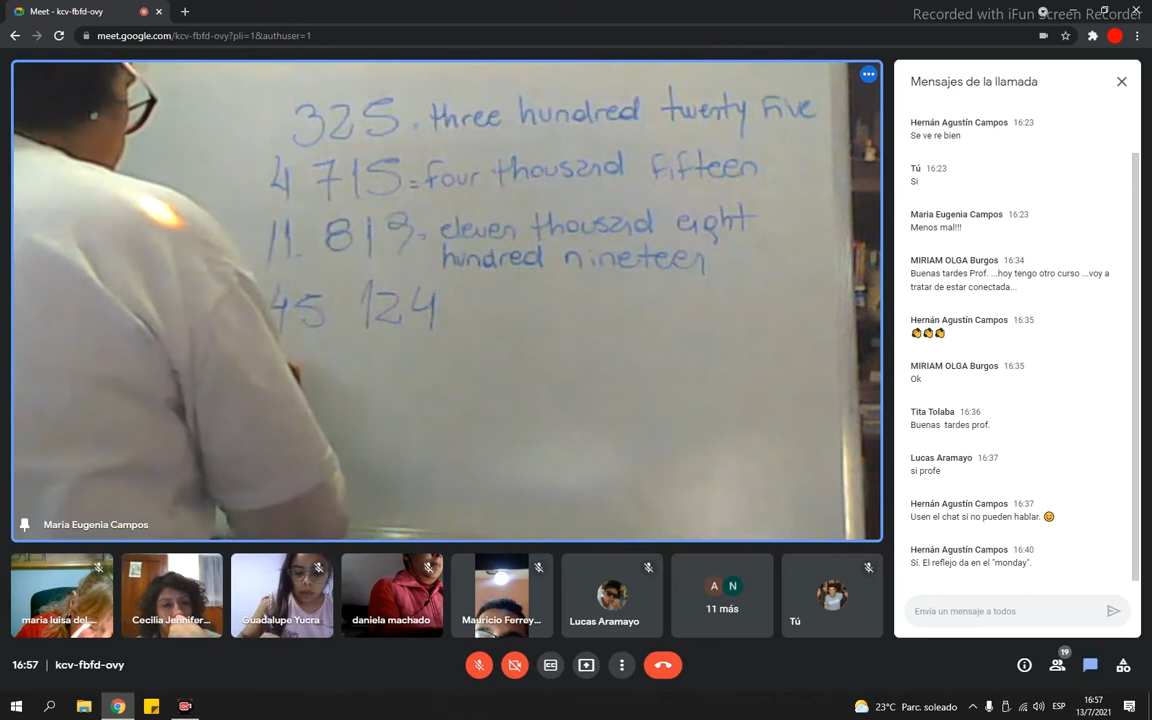 Meet - kcv-fbfd-ovy
Recorded with iFun Screen Recorder
meet.google.com/kcv-fbfd-ovy?pli=1&authuser=1
325. three hundred twenty five
4 715 = four thousand fifteen
11. 819 = eleven thousand eight
hundred nineteen
45 124
Maria Eugenia Campos
maria luisa del ...
Cecilia Jennifer...
Guadalupe Yucra
daniela machado
Mauricio Ferrey...
Lucas Aramayo
A N
11 más
Tú
Mensajes de la llamada
Hernán Agustín Campos 16:23
Se ve re bien
Tú 16:23
Si
Maria Eugenia Campos 16:23
Menos mal!!!
MIRIAM OLGA Burgos 16:34
Buenas tardes Prof. ...hoy tengo otro curso ...voy a
tratar de estar conectada...
Hernán Agustín Campos 16:35
👏👏👏
MIRIAM OLGA Burgos 16:35
Ok
Tita Tolaba 16:36
Buenas tardes prof.
Lucas Aramayo 16:37
si profe
Hernán Agustín Campos 16:37
Usen el chat si no pueden hablar. 😊
Hernán Agustín Campos 16:40
Sí. El reflejo da en el "monday".
Envía un mensaje a todos
16:57 | kcv-fbfd-ovy
19
23°C Parc. soleado
ESP
16:57
13/7/2021